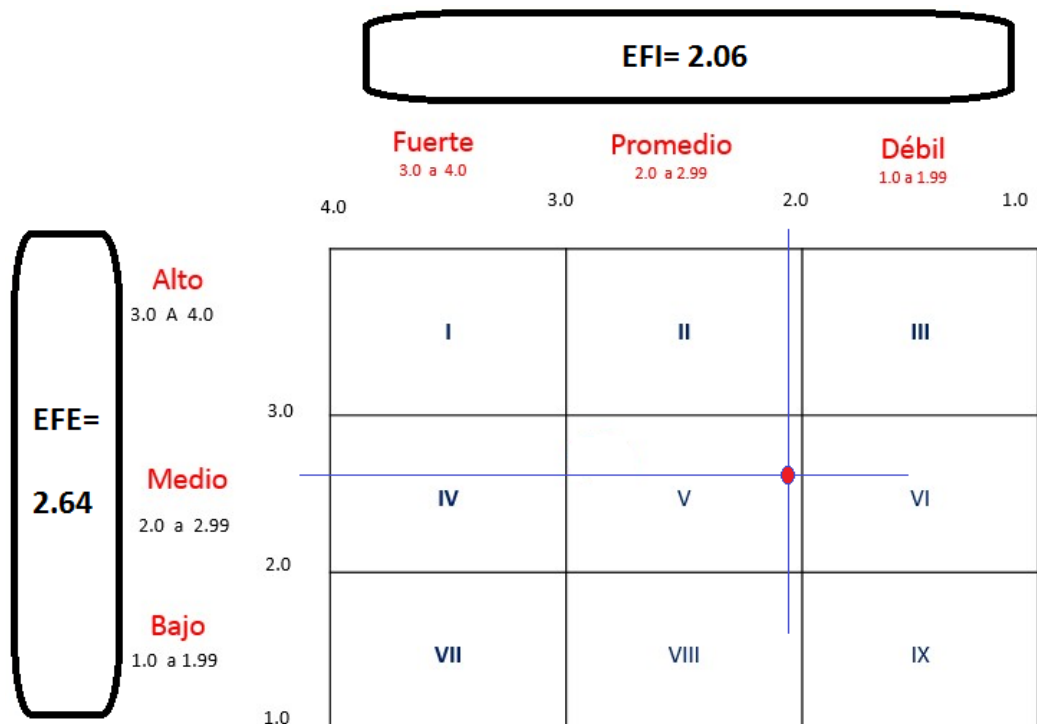 EFI= 2.06
Fuerte
3.0 a 4.0
Promedio
2.0 a 2.99
Débil
1.0 a 1.99
4.0
3.0
2.0
1.0
Alto
3.0 A 4.0
I
II
III
3.0
EFE=
2.64
Medio
2.0 a 2.99
IV
V
VI
2.0
Bajo
1.0 a 1.99
VII
VIII
IX
1.0